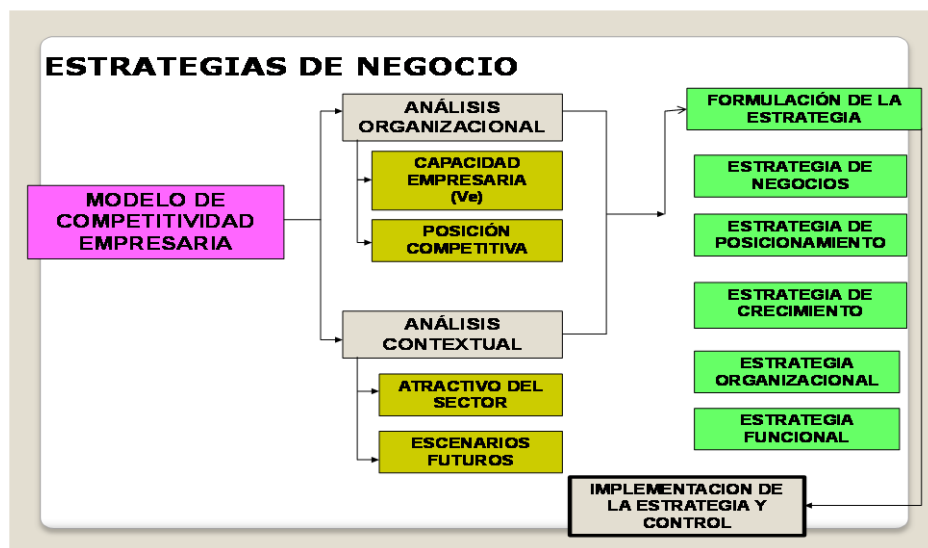 ESTRATEGIAS DE NEGOCIO
MODELO DE
COMPETITIVIDAD
EMPRESARIA
ANÁLISIS
ORGANIZACIONAL
CAPACIDAD
EMPRESARIA
(Ve)
POSICIÓN
COMPETITIVA
ANÁLISIS
CONTEXTUAL
ATRACTIVO DEL
SECTOR
ESCENARIOS
FUTUROS
FORMULACIÓN DE LA
ESTRATEGIA
ESTRATEGIA DE
NEGOCIOS
ESTRATEGIA DE
POSICIONAMIENTO
ESTRATEGIA DE
CRECIMIENTO
ESTRATEGIA
ORGANIZACIONAL
ESTRATEGIA
FUNCIONAL
IMPLEMENTACION DE
LA ESTRATEGIA Y
CONTROL